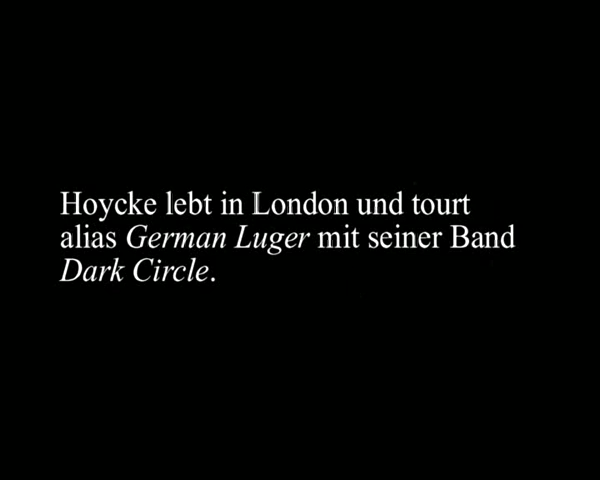 Hoycke lebt in London und tourt
alias German Luger mit seiner Band
Dark Circle.